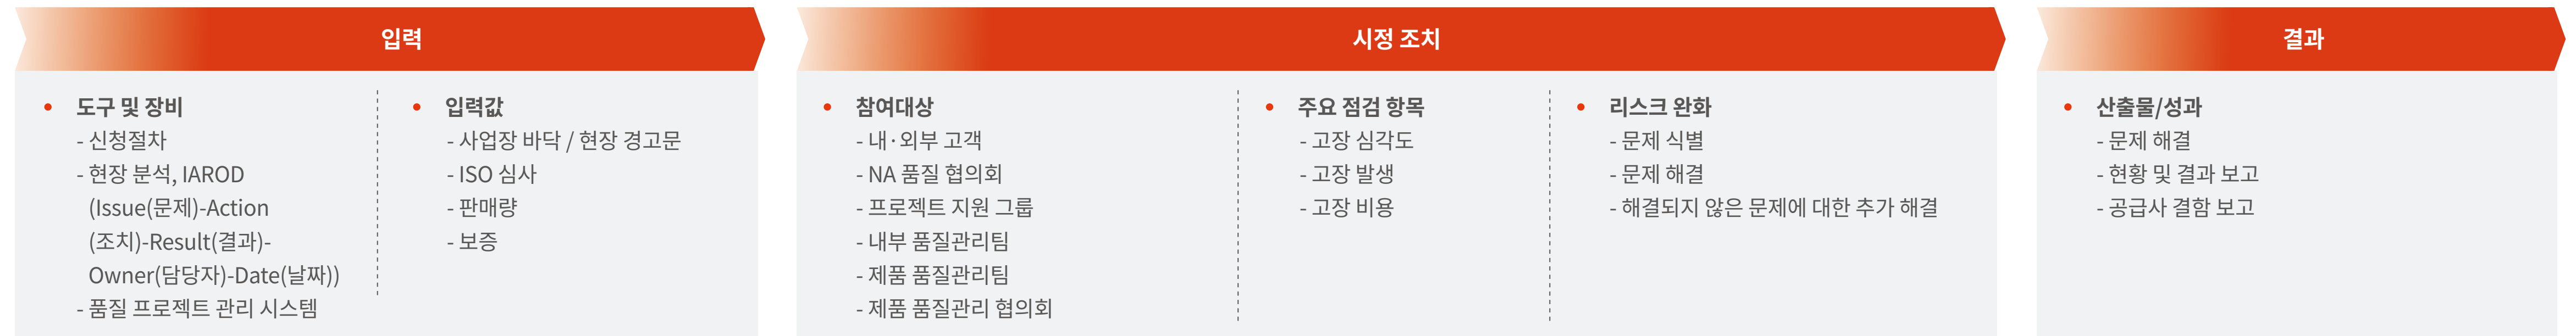 입력
도구 및 장비
- 신청절차
- 현장 분석, IAROD
(Issue(문제)-Action
(조치)-Result(결과)-
Owner(담당자)-Date(날짜))
- 품질 프로젝트 관리 시스템
입력값
- 사업장 바닥 / 현장 경고문
- ISO 심사
- 판매량
- 보증
시정 조치
참여대상
- 내·외부 고객
- NA 품질 협의회
- 프로젝트 지원 그룹
- 내부 품질관리팀
- 제품 품질관리팀
- 제품 품질관리 협의회
주요 점검 항목
- 고장 심각도
- 고장 발생
- 고장 비용
리스크 완화
- 문제 식별
- 문제 해결
- 해결되지 않은 문제에 대한 추가 해결
결과
산출물/성과
- 문제 해결
- 현황 및 결과 보고
- 공급사 결함 보고